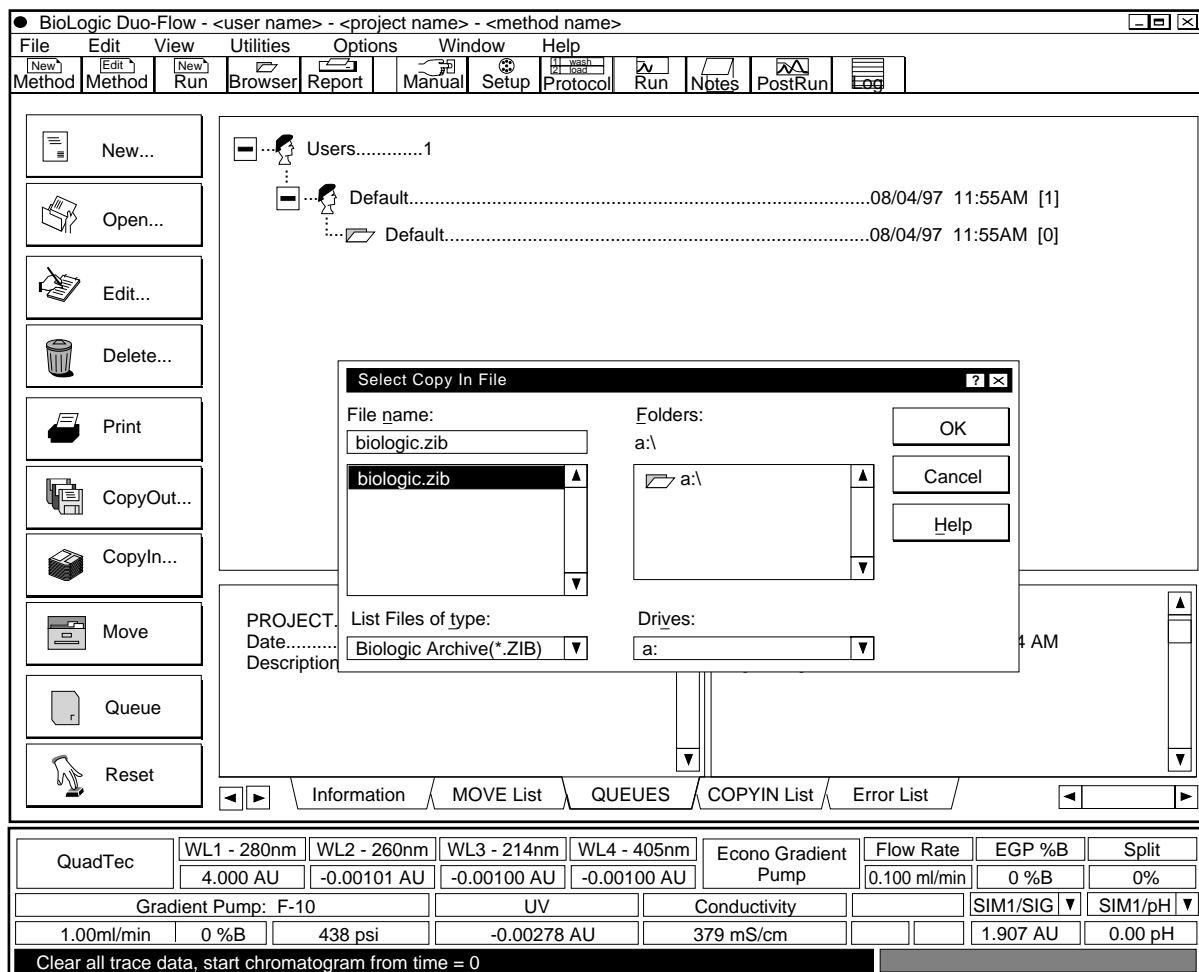 BioLogic Duo-Flow - <user name> - <project name> - <method name>
File Edit View Utilities Options Window Help
New Edit New 1 wash 2 load
Method Method Run Browser Report Manual Setup Protocol Run Notes PostRun Log
New...
Open...
Edit...
Delete...
Print
CopyOut...
CopyIn...
Move
Queue
Reset
Users.............1
Default...............................................................................08/04/97 11:55AM [1]
Default.........................................................................08/04/97 11:55AM [0]
Select Copy In File ?
File name:
biologic.zib
biologic.zib
List Files of type:
Biologic Archive(*.ZIB)
Folders:
a:\
a:\
Drives:
a:
OK
Cancel
Help
PROJECT.
Date..........
Description
AM
Information MOVE List QUEUES COPYIN List Error List
QuadTec WL1 - 280nm WL2 - 260nm WL3 - 214nm WL4 - 405nm Econo Gradient Pump Flow Rate EGP %B Split
4.000 AU -0.00101 AU -0.00100 AU -0.00100 AU 0.100 ml/min 0 %B 0%
Gradient Pump: F-10 UV Conductivity SIM1/SIG SIM1/pH
1.00ml/min 0 %B 438 psi -0.00278 AU 379 mS/cm 1.907 AU 0.00 pH
Clear all trace data, start chromatogram from time = 0